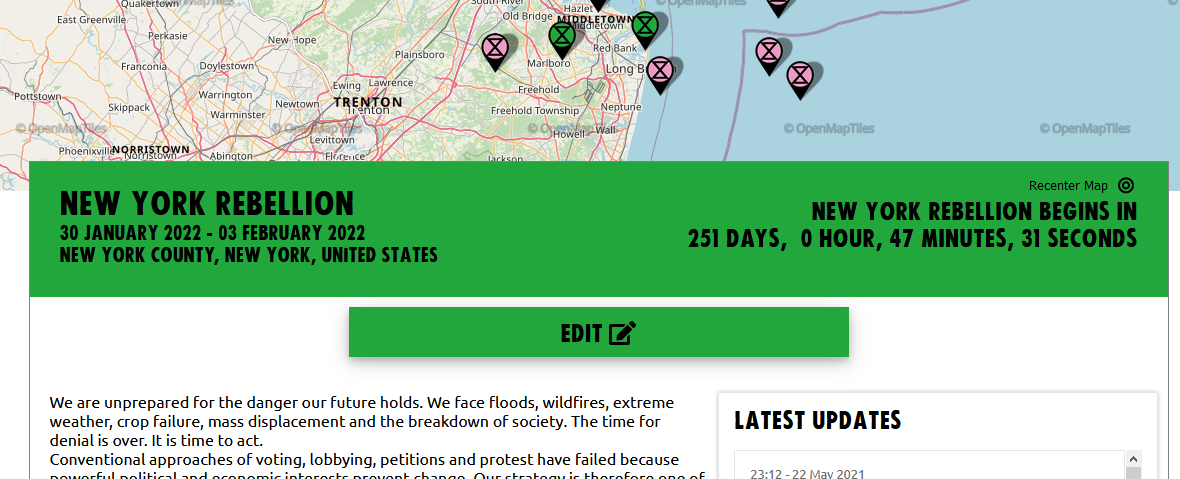 Quakertown
South River
© OpenMapTiles
© OpenMapTiles
East Greenville
Old Bridge
Hazlet
MIDDLETOWN
Middletown
Perkasie
New Hope
Plainsboro
Red Bank
Franconia
Doylestown
Marlboro
Long B
Ewing
Lawrence
Pottstown
Warrington
Newtown
TRENTON
Trenton
Freehold
Skippack
Warminster
Freehold Township
Neptune
© OpenMapTiles
© OpenMapTiles
© OpenMapTiles
© OpenMapTiles
© OpenMapTiles
Levittown
Howell
Wall
Phoenixville
NORRISTOWN
Norristown
Abington
Florence
Jackson
Recenter Map
NEW YORK REBELLION
30 JANUARY 2022 - 03 FEBRUARY 2022
NEW YORK COUNTY, NEW YORK, UNITED STATES
NEW YORK REBELLION BEGINS IN
251 DAYS, 0 HOUR, 47 MINUTES, 31 SECONDS
EDIT
We are unprepared for the danger our future holds. We face floods, wildfires, extreme
weather, crop failure, mass displacement and the breakdown of society. The time for
denial is over. It is time to act.
Conventional approaches of voting, lobbying, petitions and protest have failed because
powerful political and economic interests prevent change. Our strategy is therefore one of
LATEST UPDATES
23:12 - 22 May 2021